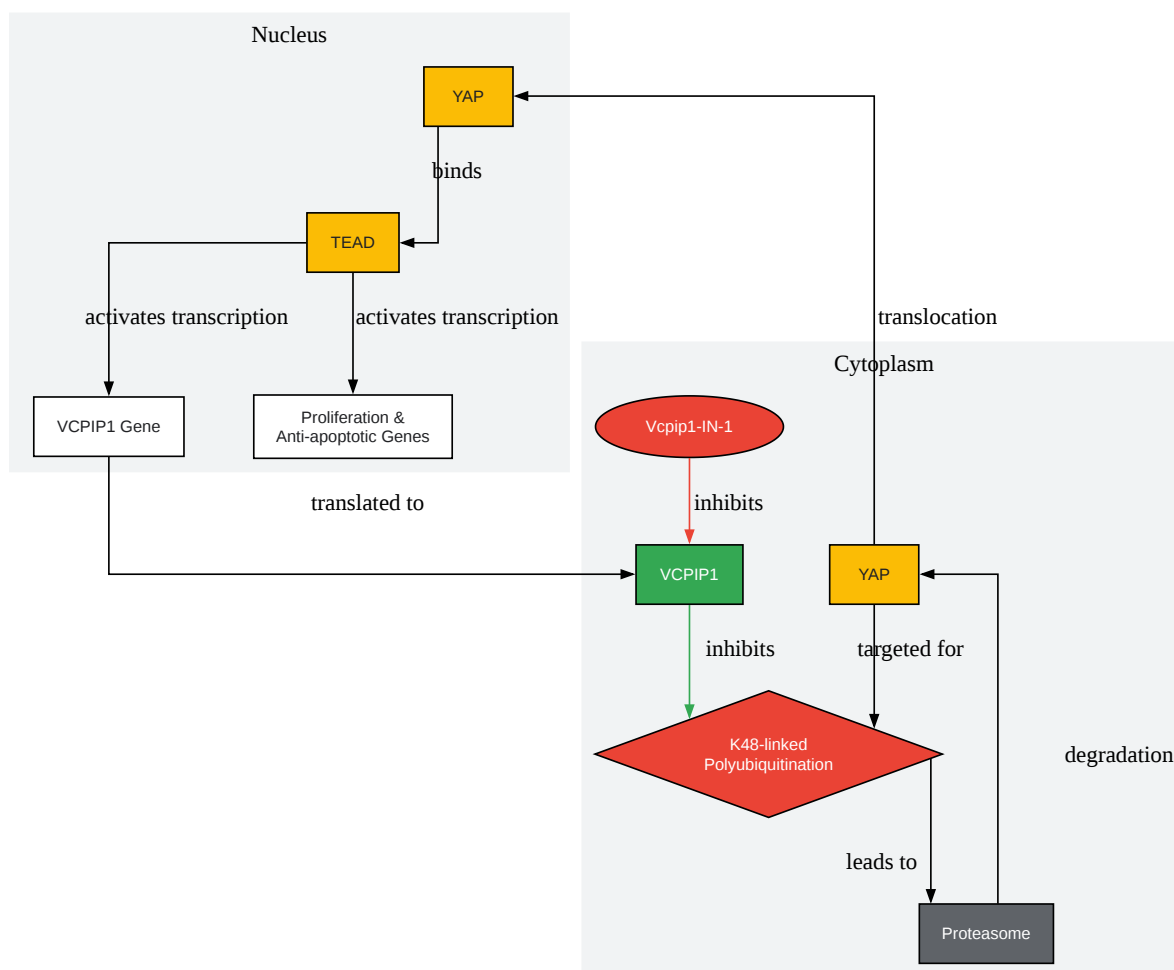 Nucleus
YAP
binds
TEAD
activates transcription
activates transcription
translocation
Cytoplasm
VCPIP1 Gene
Proliferation &
Anti-apoptotic Genes
Vcpip1-IN-1
translated to
inhibits
VCPIP1
YAP
inhibits
targeted for
K48-linked
Polyubiquitination
degradation
leads to
Proteasome